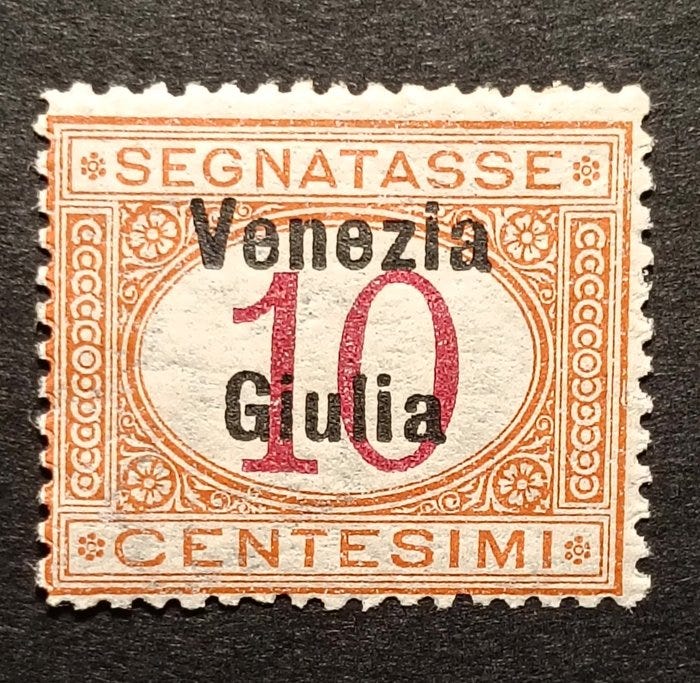 SEGNATASSE
Venezia
10
Giulia
CENTESIMI